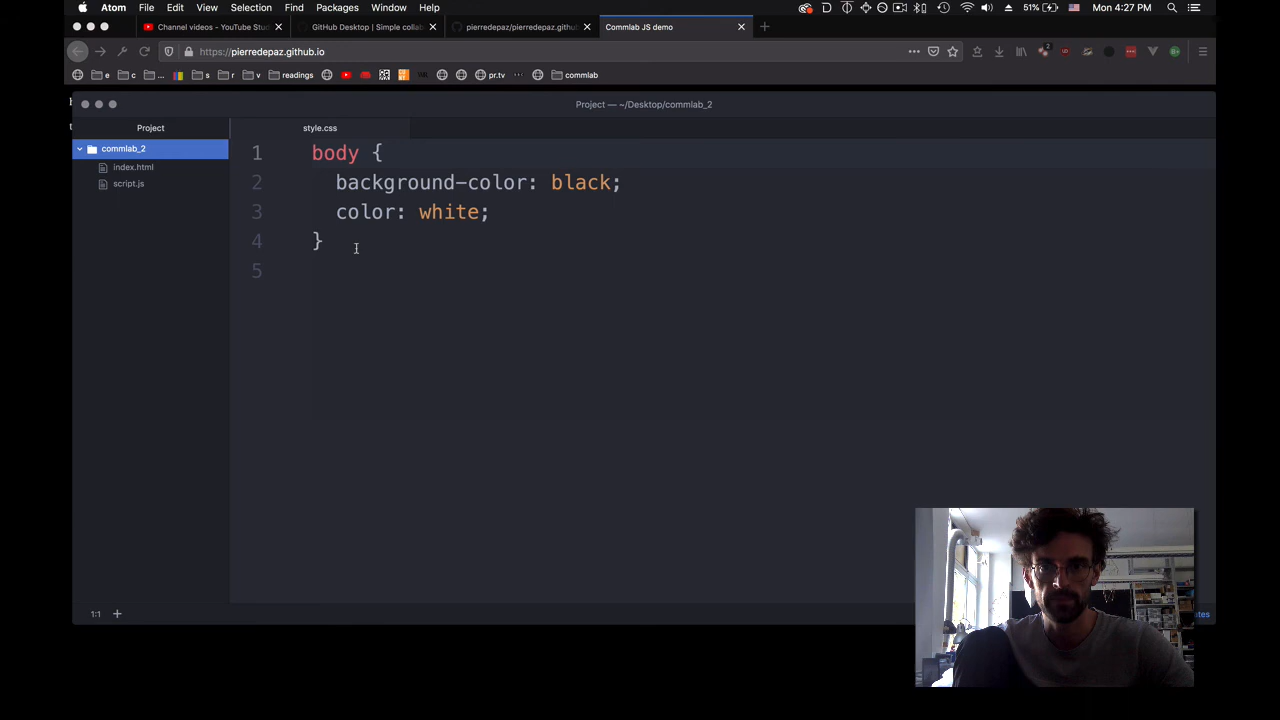 Atom File Edit View Selection Find Packages Window Help 51% Mon 4:27 PM
Channel videos - YouTube Stu GitHub Desktop | Simple collab pierredepaz/pierredepaz.github Commlab JS demo
https://pierredepaz.github.io
e c ... s r v readings pr.tv commlab
Project — ~/Desktop/commlab_2
Project style.css
commlab_2
index.html
script.js
1 body {
2 background-color: black;
3 color: white;
4 }
5
1:1